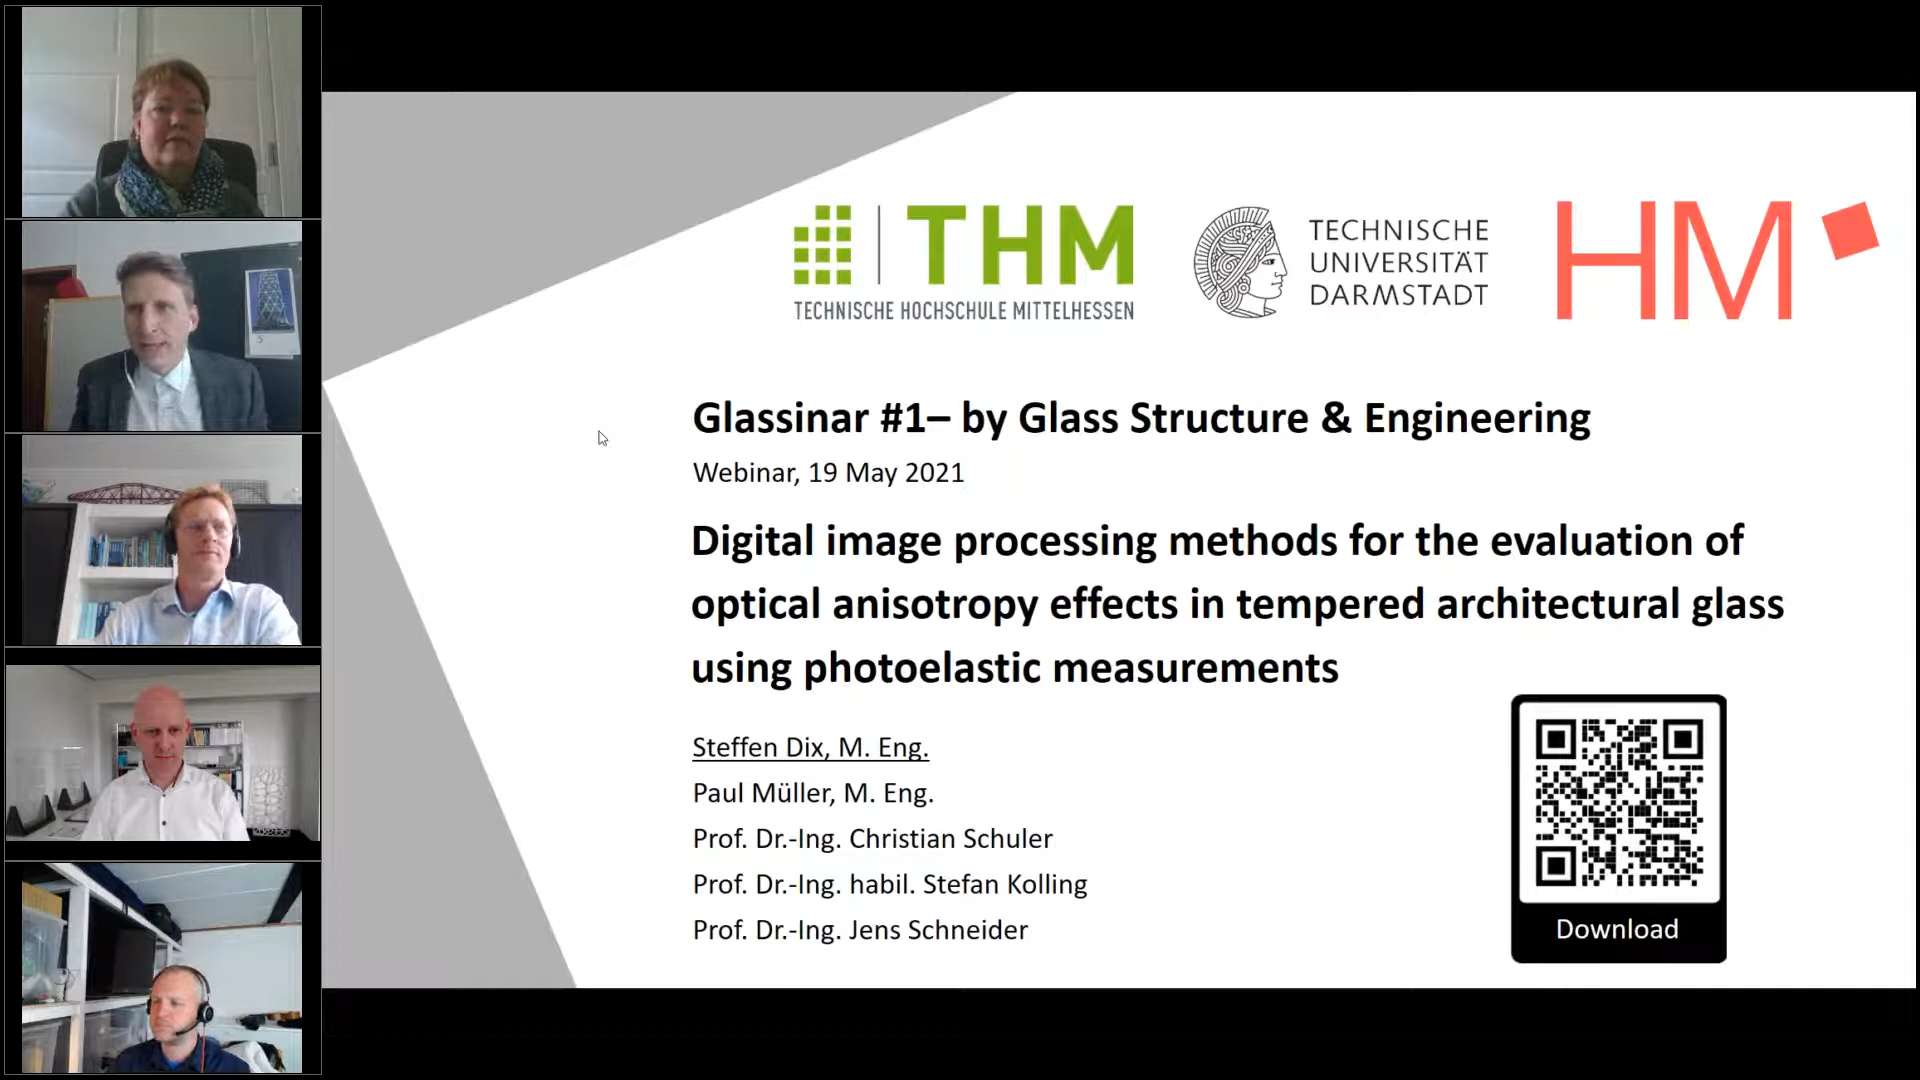 THM
TECHNISCHE HOCHSCHULE MITTELHESSEN
TECHNISCHE
UNIVERSITÄT
DARMSTADT
HM
Glassinar #1– by Glass Structure & Engineering
Webinar, 19 May 2021
Digital image processing methods for the evaluation of
optical anisotropy effects in tempered architectural glass
using photoelastic measurements
Steffen Dix, M. Eng.
Paul Müller, M. Eng.
Prof. Dr.-Ing. Christian Schuler
Prof. Dr.-Ing. habil. Stefan Kolling
Prof. Dr.-Ing. Jens Schneider
Download